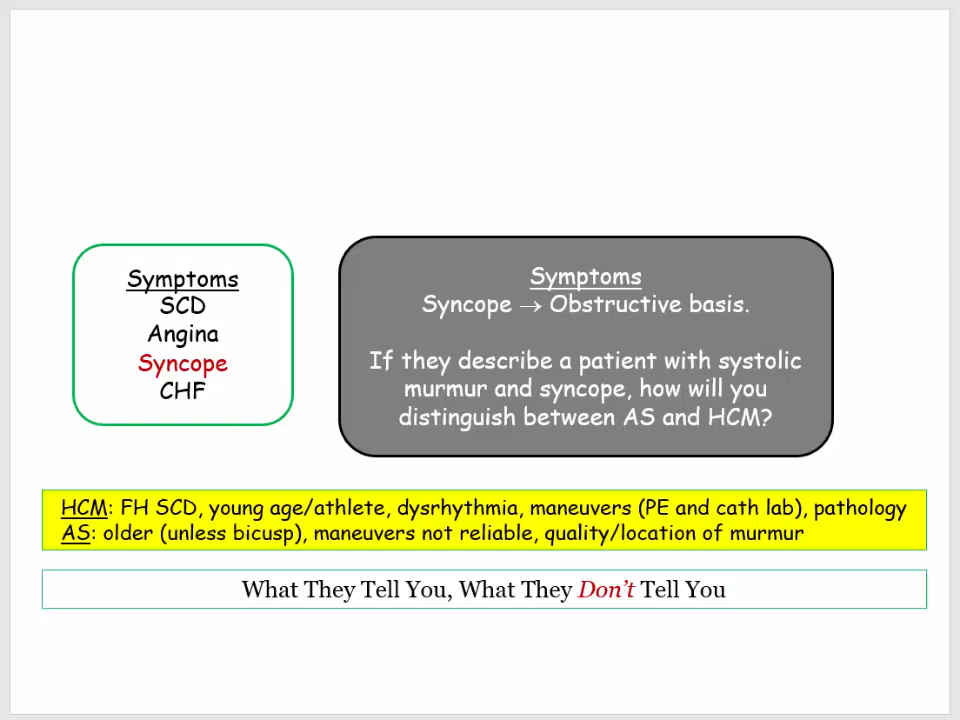 Symptoms
SCD
Angina
Syncope
CHF
Symptoms
Syncope → Obstructive basis.
If they describe a patient with systolic
murmur and syncope, how will you
distinguish between AS and HCM?
HCM: FH SCD, young age/athlete, dysrhythmia, maneuvers (PE and cath lab), pathology
AS: older (unless bicusp), maneuvers not reliable, quality/location of murmur
What They Tell You, What They Don't Tell You